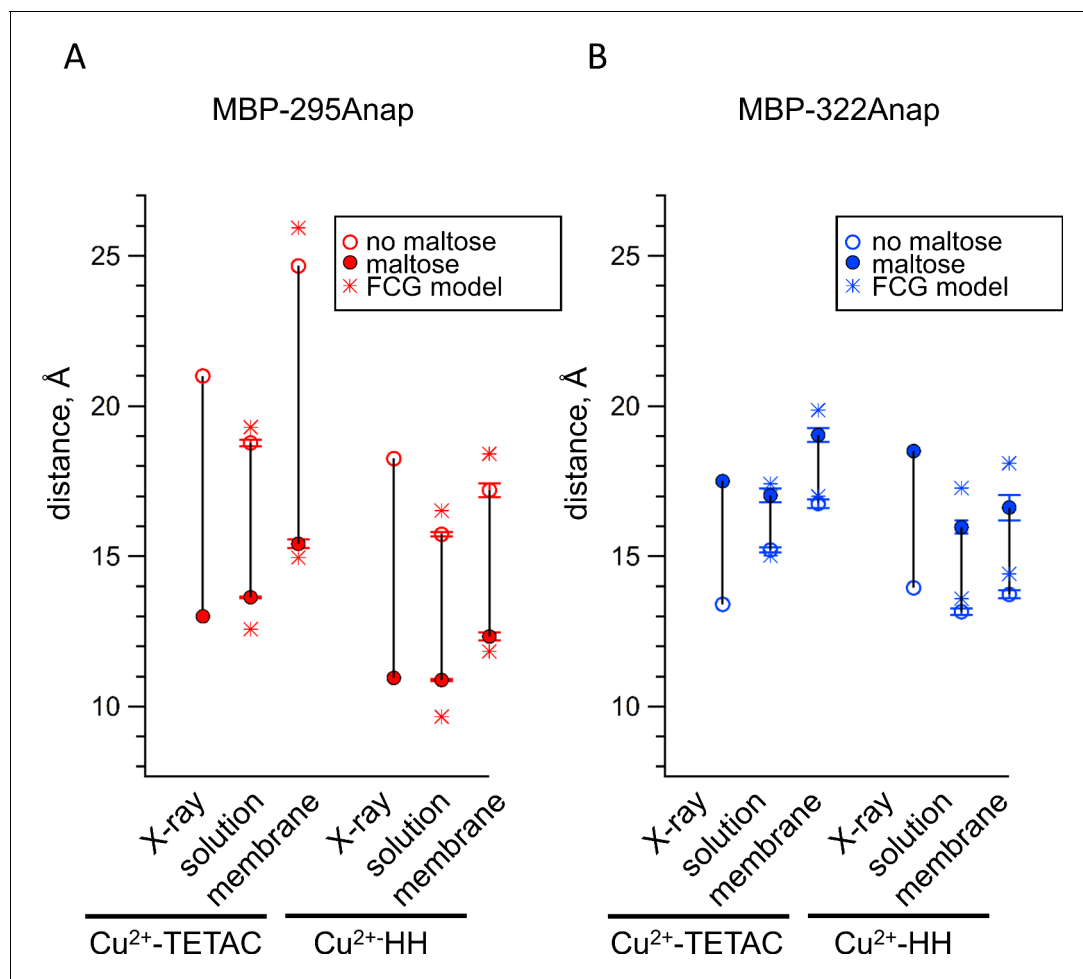 A
MBP-295Anap
no maltose
maltose
FCG model
25
20
15
10
distance, Å
X-ray
solution
membrane
X-ray
solution
membrane
Cu²⁺-TETAC
Cu²⁺-HH
B
MBP-322Anap
no maltose
maltose
FCG model
25
20
15
10
distance, Å
X-ray
solution
membrane
X-ray
solution
membrane
Cu²⁺-TETAC
Cu²⁺-HH